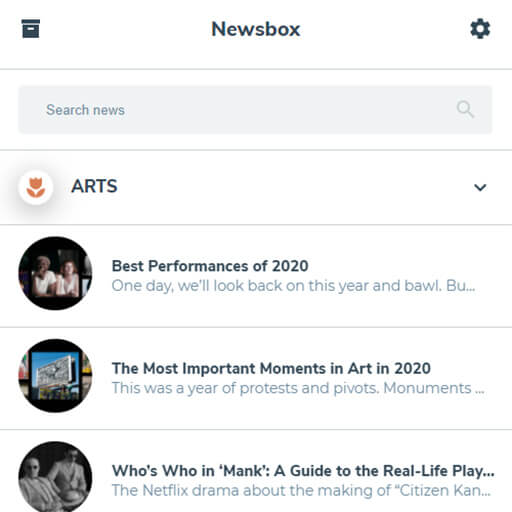 Newsbox
Search news
ARTS
Best Performances of 2020
One day, we’ll look back on this year and bawl. Bu...
The Most Important Moments in Art in 2020
This was a year of protests and pivots. Monuments ...
Who’s Who in ‘Mank’: A Guide to the Real-Life Play...
The Netflix drama about the making of “Citizen Kan...